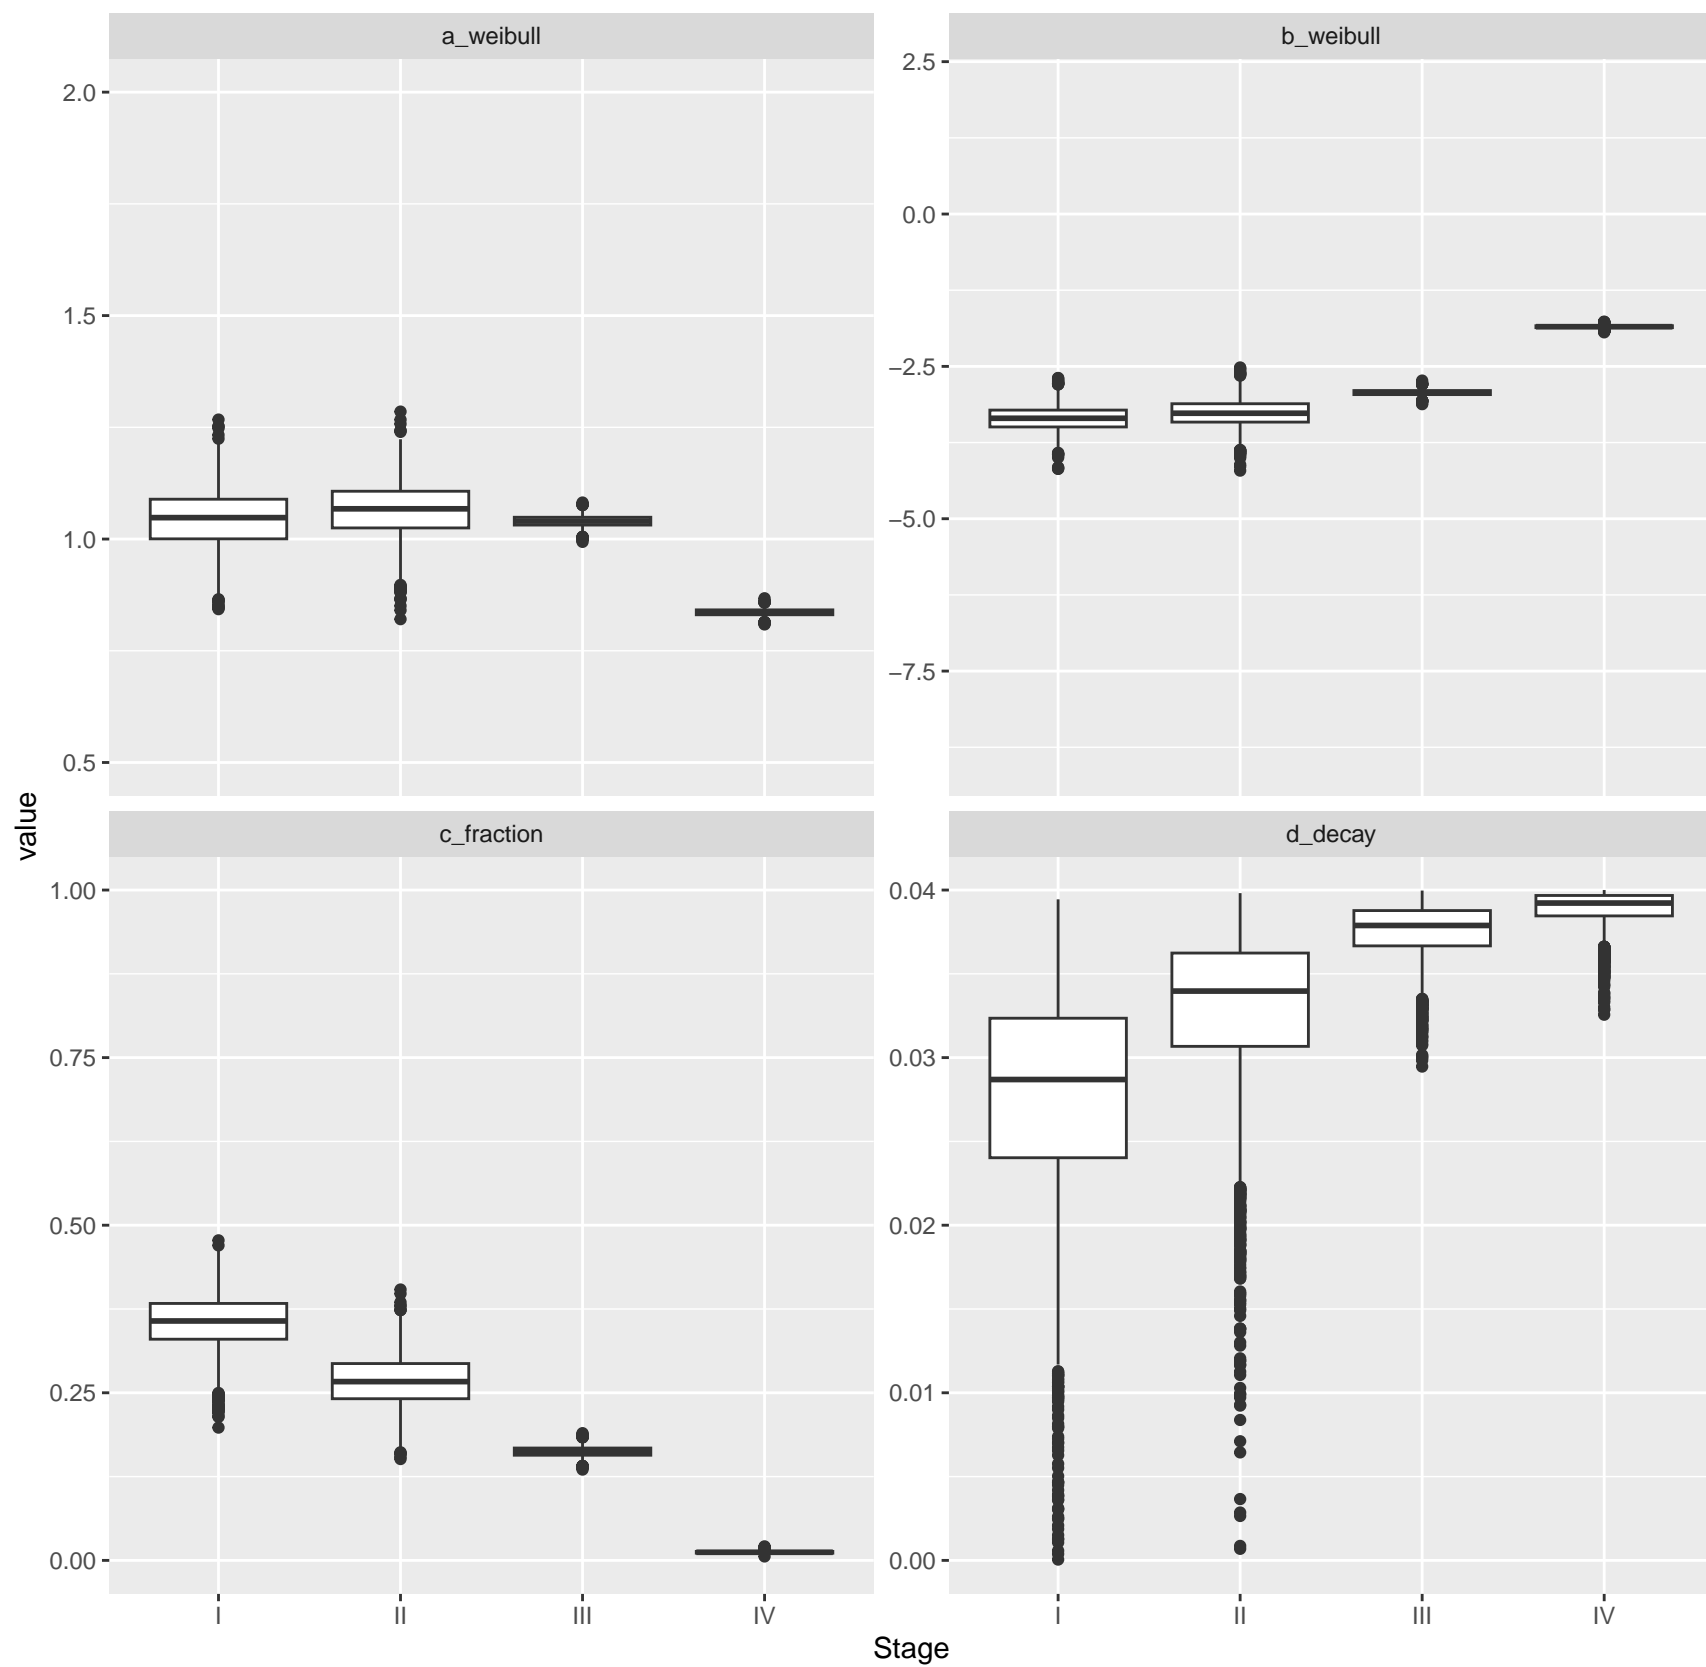 a_weibull
b_weibull
2.0
1.5
1.0
0.5
2.5
0.0
−2.5
−5.0
−7.5
value
c_fraction
d_decay
1.00
0.75
0.50
0.25
0.00
0.04
0.03
0.02
0.01
0.00
I II III IV
I II III IV
Stage